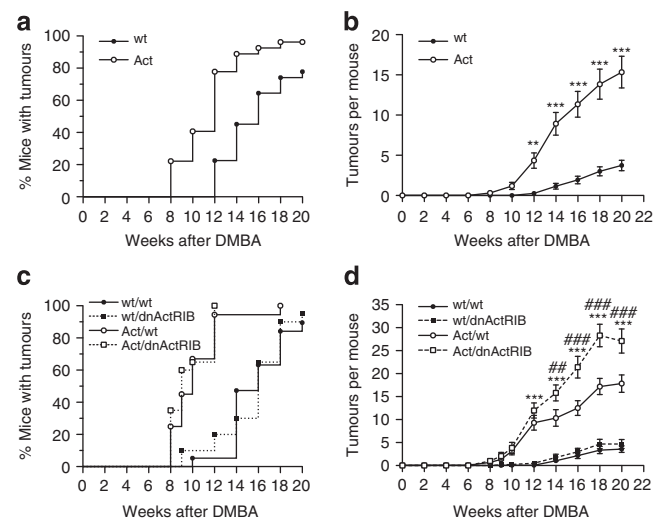 a
wt
Act
% Mice with tumours
100
80
60
40
20
0
0 2 4 6 8 10 12 14 16 18 20
Weeks after DMBA
b
wt
Act
Tumours per mouse
20
15
10
5
0
** *** *** *** ***
0 2 4 6 8 10 12 14 16 18 20 22
Weeks after DMBA
c
wt/wt
wt/dnActRIB
Act/wt
Act/dnActRIB
% Mice with tumours
100
80
60
40
20
0
0 2 4 6 8 10 12 14 16 18 20
Weeks after DMBA
d
wt/wt
wt/dnActRIB
Act/wt
Act/dnActRIB
Tumours per mouse
35
30
25
20
15
10
5
0
## ### ### ###
*** *** *** *** ***
0 2 4 6 8 10 12 14 16 18 20 22
Weeks after DMBA